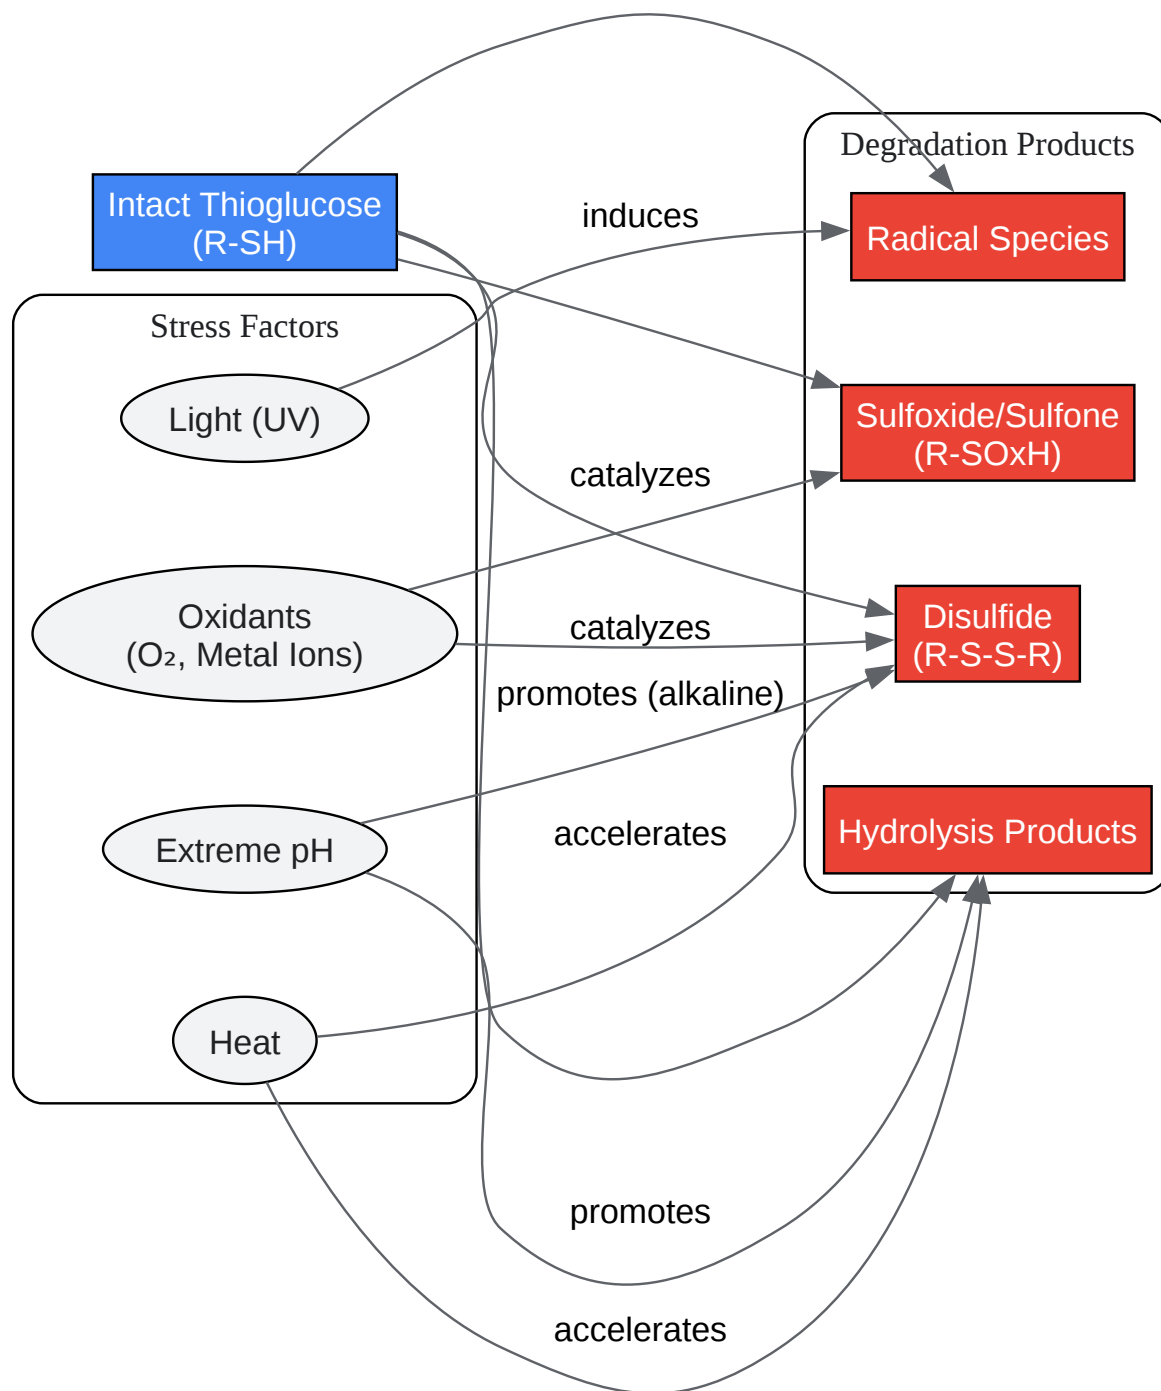 Degradation Products
Intact Thioglucose
(R-SH)
induces
Radical Species
Stress Factors
Light (UV)
Sulfoxide/Sulfone
(R-SOxH)
catalyzes
Oxidants
(O₂, Metal Ions)
catalyzes
Disulfide
(R-S-S-R)
promotes (alkaline)
Extreme pH
accelerates
Hydrolysis Products
Heat
promotes
accelerates